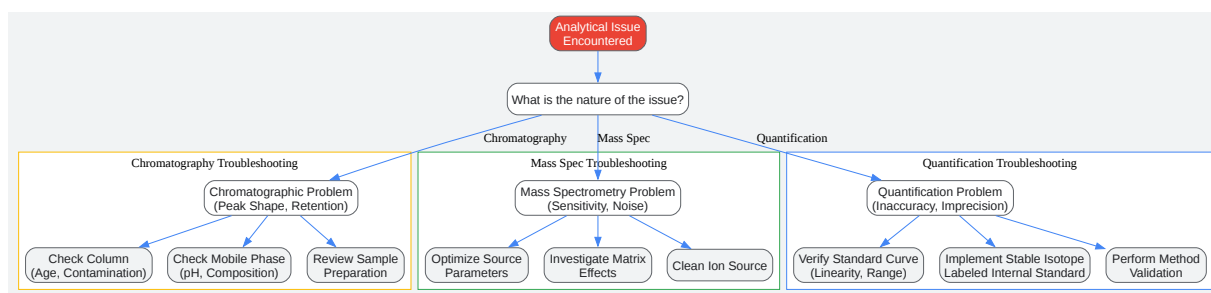 Analytical Issue
Encountered
What is the nature of the issue?
Chromatography
Mass Spec
Quantification
Chromatography Troubleshooting
Mass Spec Troubleshooting
Quantification Troubleshooting
Chromatographic Problem
(Peak Shape, Retention)
Mass Spectrometry Problem
(Sensitivity, Noise)
Quantification Problem
(Inaccuracy, Imprecision)
Check Column
(Age, Contamination)
Check Mobile Phase
(pH, Composition)
Review Sample
Preparation
Optimize Source
Parameters
Investigate Matrix
Effects
Clean Ion Source
Verify Standard Curve
(Linearity, Range)
Implement Stable Isotope
Labeled Internal Standard
Perform Method
Validation